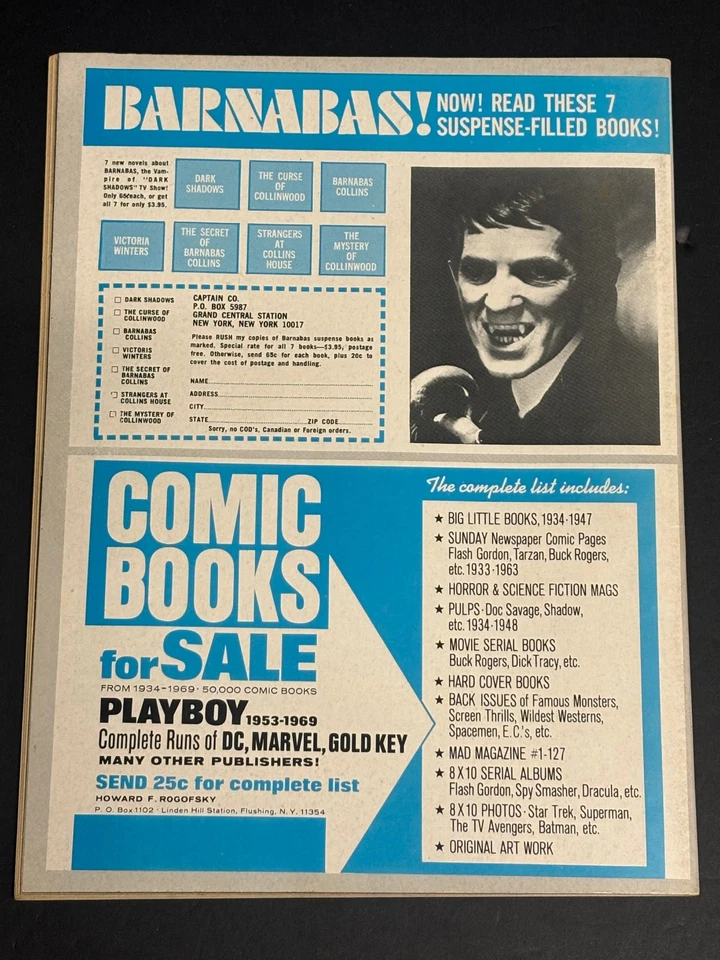 BARNABAS! NOW! READ THESE 7
SUSPENSE-FILLED BOOKS!
7 new novels about
BARNABAS, the Vam-
pire of "DARK
SHADOWS" TV Show!
Only 60¢each, or get
all 7 for only $3.95.
DARK
SHADOWS
THE CURSE
OF
COLLINWOOD
BARNABAS
COLLINS
VICTORIA
WINTERS
THE SECRET
OF
BARNABAS
COLLINS
STRANGERS
AT
COLLINS
HOUSE
THE
MYSTERY
OF
COLLINWOOD
DARK SHADOWS
THE CURSE OF
COLLINWOOD
BARNABAS
COLLINS
VICTORIS
WINTERS
THE SECRET OF
BARNABAS
COLLINS
STRANGERS AT
COLLINS HOUSE
THE MYSTERY OF
COLLINWOOD
CAPTAIN CO.
P.O. BOX 5987
GRAND CENTRAL STATION
NEW YORK, NEW YORK 10017
Please RUSH my copies of Barnabas suspense books as
marked. Special rate for all 7 books—$3.95, postage
free. Otherwise, send 65c for each book, plus 20c to
cover the cost of postage and handling.
NAME
ADDRESS
CITY
STATE ZIP CODE
Sorry, no COD's, Canadian or Foreign orders.
COMIC
BOOKS
for SALE
FROM 1934-1969 · 50,000 COMIC BOOKS
PLAYBOY 1953-1969
Complete Runs of DC, MARVEL, GOLD KEY
MANY OTHER PUBLISHERS!
SEND 25c for complete list
HOWARD F. ROGOFSKY
P. O. Box 1102 · Linden Hill Station, Flushing, N. Y. 11354
The complete list includes:
★ BIG LITTLE BOOKS, 1934-1947
★ SUNDAY Newspaper Comic Pages
Flash Gordon, Tarzan, Buck Rogers,
etc. 1933-1963
★ HORROR & SCIENCE FICTION MAGS
★ PULPS · Doc Savage, Shadow,
etc. 1934-1948
★ MOVIE SERIAL BOOKS
Buck Rogers, Dick Tracy, etc.
★ HARD COVER BOOKS
★ BACK ISSUES of Famous Monsters,
Screen Thrills, Wildest Westerns,
Spacemen, E.C.'s, etc.
★ MAD MAGAZINE #1-127
★ 8X10 SERIAL ALBUMS
Flash Gordon, Spy Smasher, Dracula, etc.
★ 8X10 PHOTOS · Star Trek, Superman,
The TV Avengers, Batman, etc.
★ ORIGINAL ART WORK